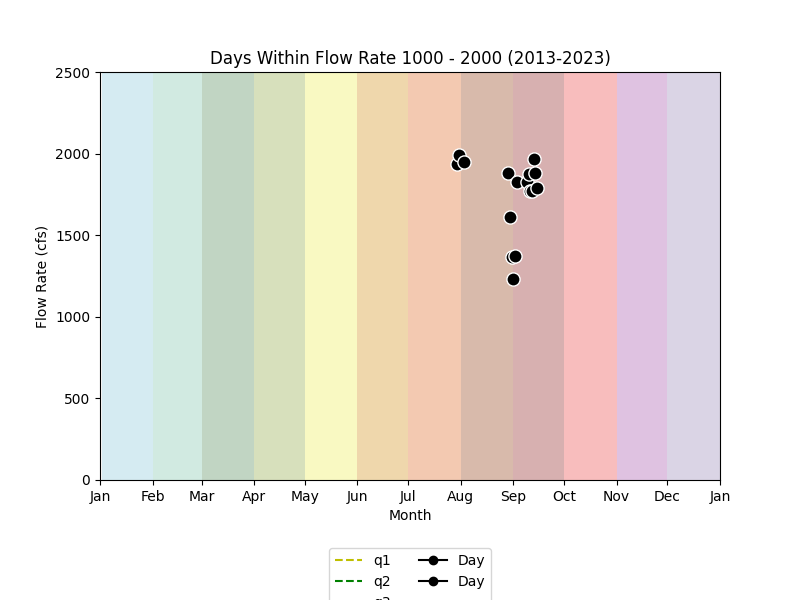 Days Within Flow Rate 1000 - 2000 (2013-2023)
2500
2000
1500
1000
500
0
Flow Rate (cfs)
Jan Feb Mar Apr May Jun Jul Aug Sep Oct Nov Dec Jan
Month
q1 Day
q2 Day